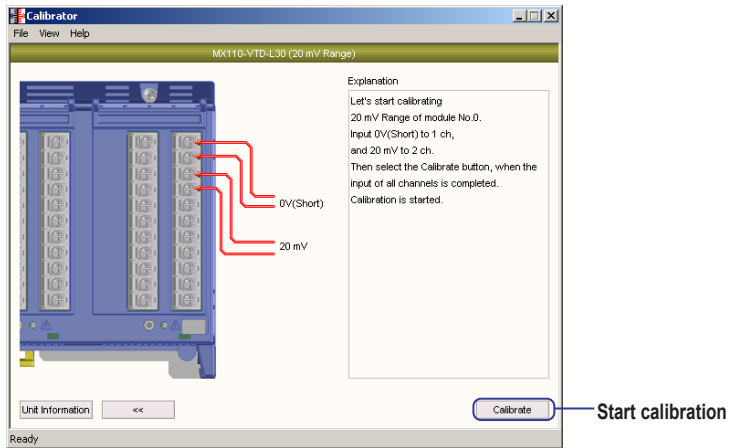 Calibrator
File View Help
MX110-VTD-L30 (20 mV Range)
Explanation
Let's start calibrating
20 mV Range of module No.0.
Input 0V(Short) to 1 ch,
and 20 mV to 2 ch.
Then select the Calibrate button, when the
input of all channels is completed.
Calibration is started.
0V(Short)
20 mV
Unit Information
<<
Calibrate
Start calibration
Ready